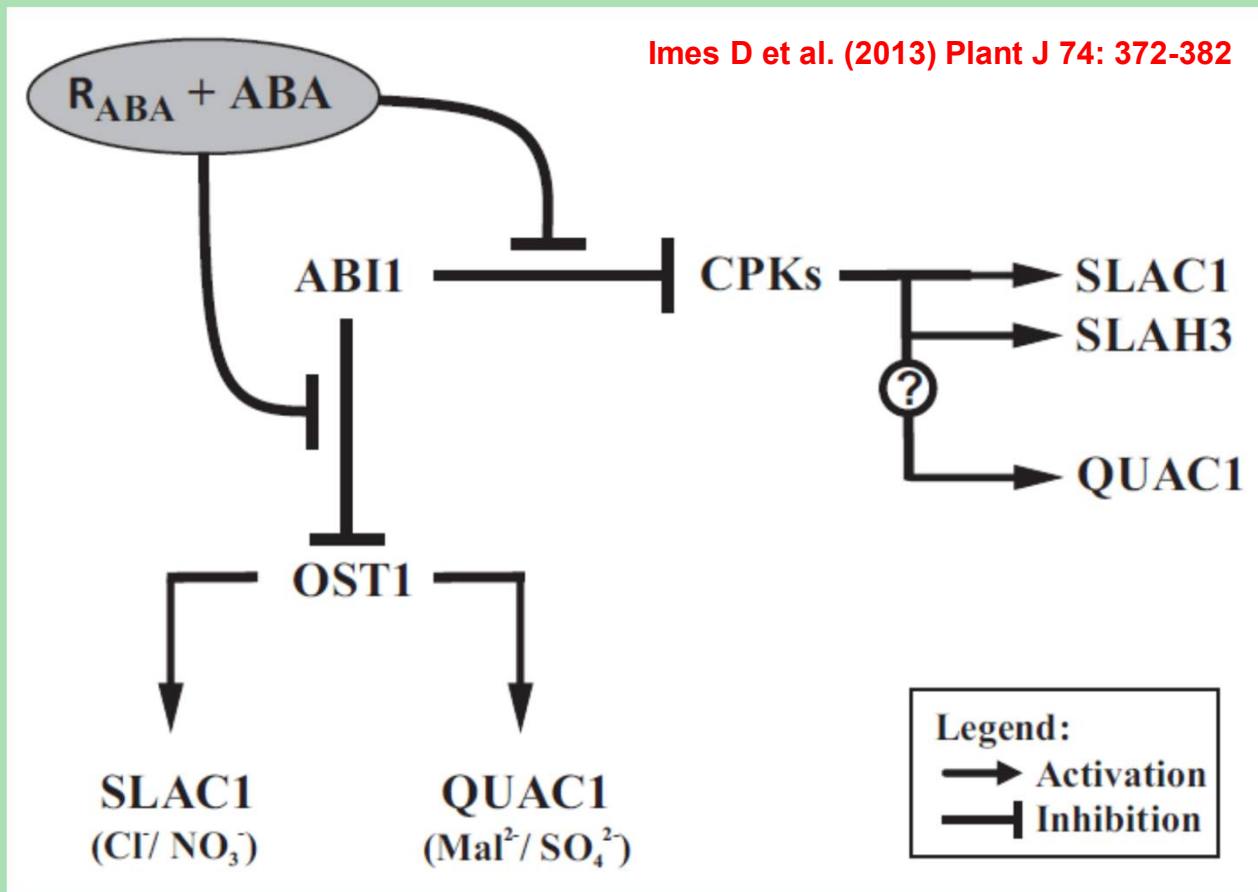 Imes D et al. (2013) Plant J 74: 372-382
R_ABA + ABA
ABI1
CPKs
SLAC1
SLAH3
?
QUAC1
OST1
SLAC1
(Cl⁻/ NO₃⁻)
QUAC1
(Mal²⁻/ SO₄²⁻)
Legend:
Activation
Inhibition